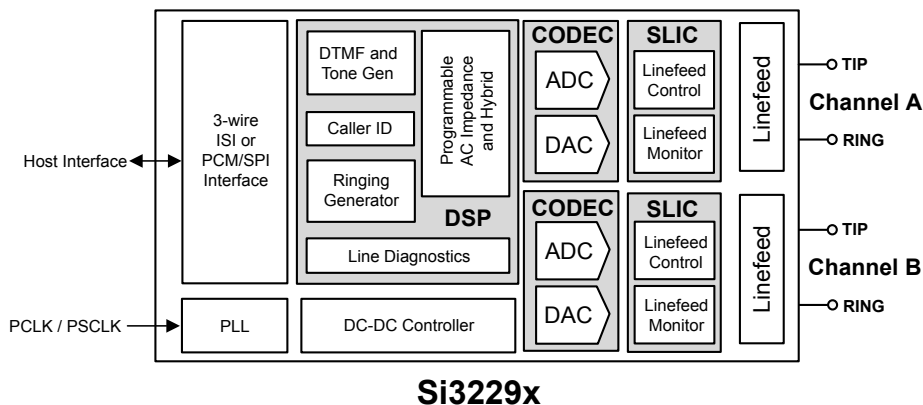 Host Interface
PCLK / PSCLK
3-wire
ISI or
PCM/SPI
Interface
PLL
DTMF and
Tone Gen
Caller ID
Ringing
Generator
Programmable
AC Impedance
and Hybrid
DSP
Line Diagnostics
DC-DC Controller
CODEC
ADC
DAC
SLIC
Linefeed
Control
Linefeed
Monitor
Linefeed
TIP
Channel A
RING
CODEC
ADC
DAC
SLIC
Linefeed
Control
Linefeed
Monitor
Linefeed
TIP
Channel B
RING
Si3229x